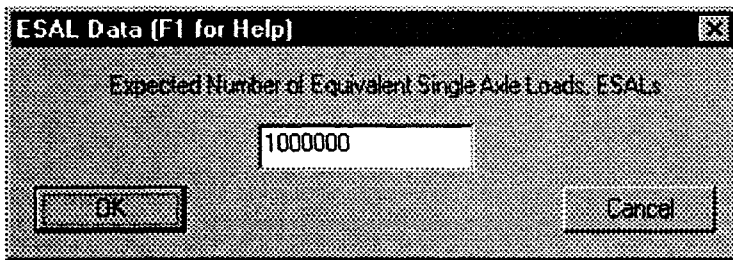 ESAL Data (F1 for Help)
Expected Number of Equivalent Single Axle Loads, ESALs
1000000
OK
Cancel